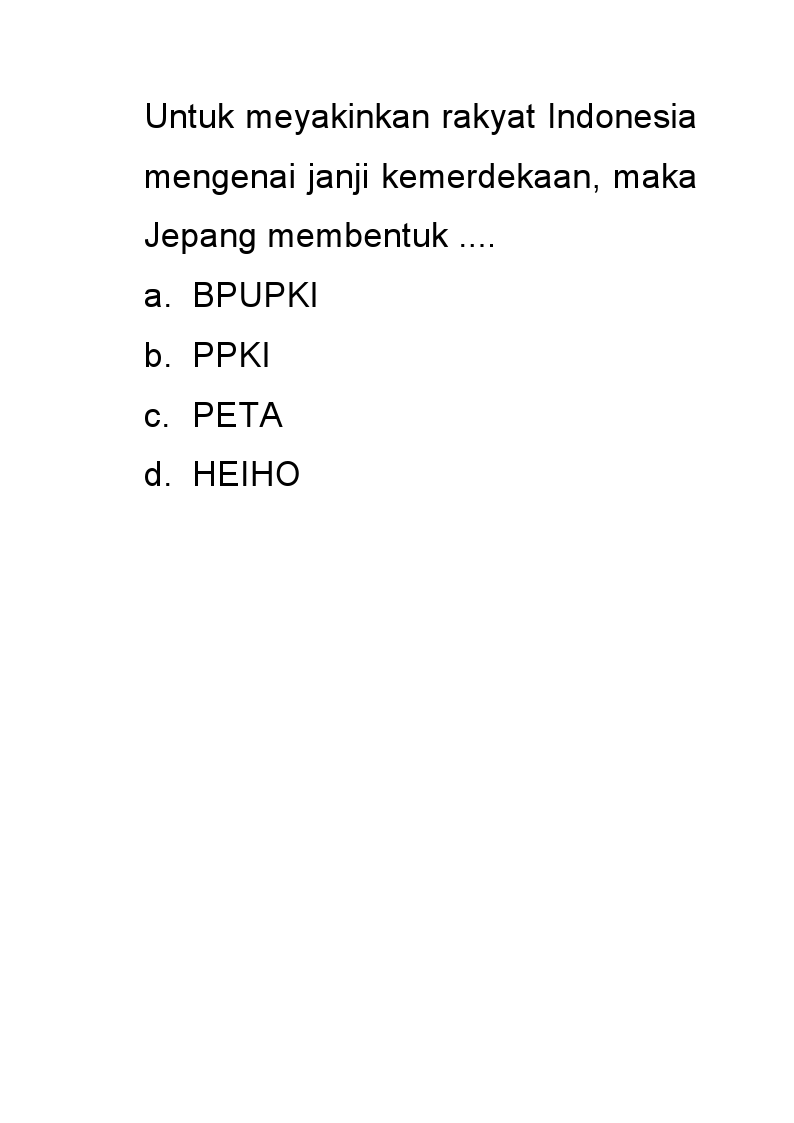 Untuk meyakinkan rakyat Indonesia
mengenai janji kemerdekaan, maka
Jepang membentuk ....
a. BPUPKI
b. PPKI
c. PETA
d. HEIHO